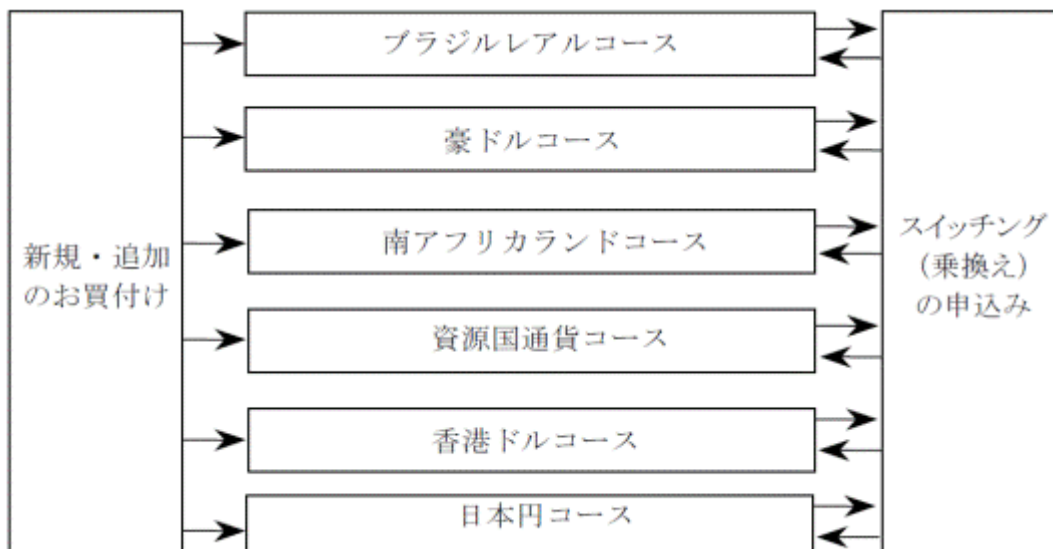 新規・追加
のお買付け
ブラジルレアルコース
豪ドルコース
南アフリカランドコース
資源国通貨コース
香港ドルコース
日本円コース
スイッチング
(乗換え)
の申込み